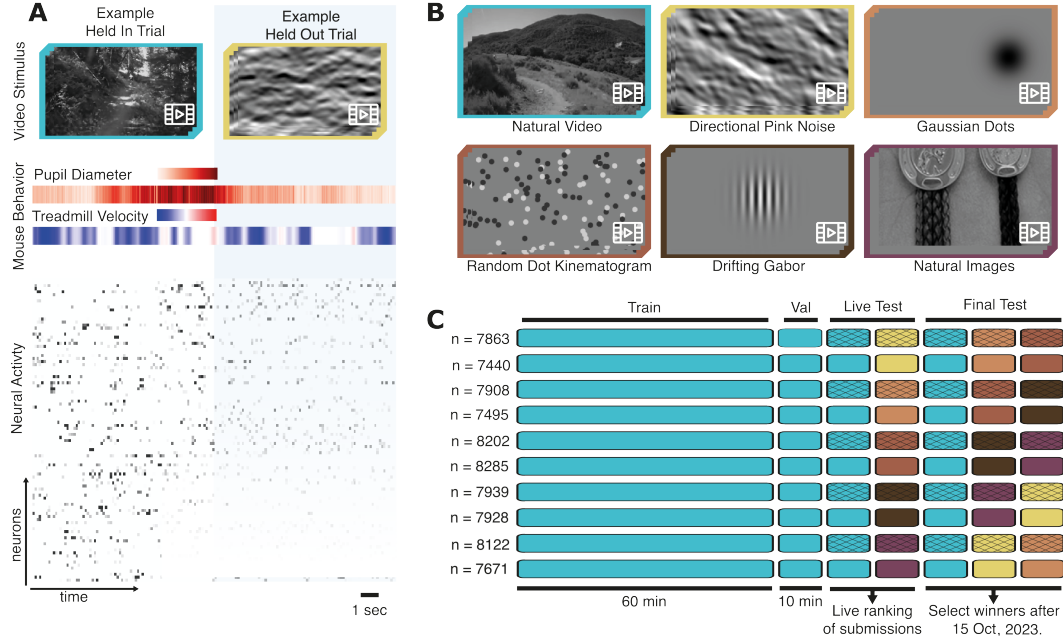 A
Example
Held In Trial
Example
Held Out Trial
Video Stimulus
Mouse Behavior
Pupil Diameter
Treadmill Velocity
Neural Activty
neurons
time
1 sec
B
Natural Video
Directional Pink Noise
Gaussian Dots
Random Dot Kinematogram
Drifting Gabor
Natural Images
C
Train
Val
Live Test
Final Test
n = 7863
n = 7440
n = 7908
n = 7495
n = 8202
n = 8285
n = 7939
n = 7928
n = 8122
n = 7671
60 min
10 min
Live ranking
of submissions
Select winners after
15 Oct, 2023.